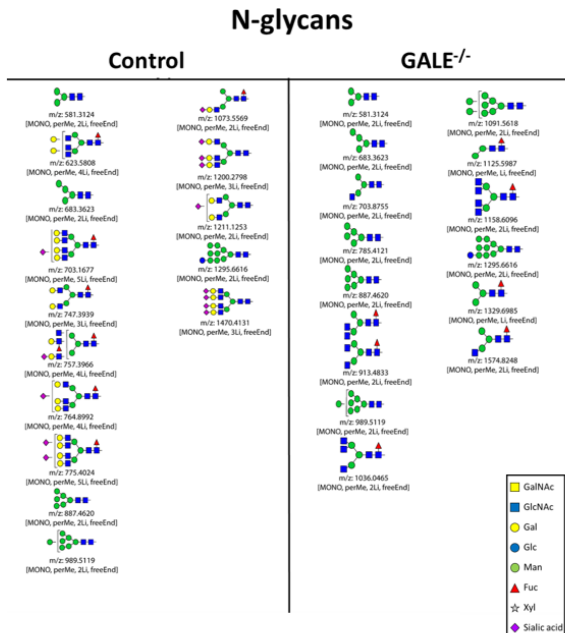 N-glycans
Control
GALE-/-
m/z: 581.3124
[MONO, perMe, 2Li, freeEnd]
m/z: 623.5808
[MONO, perMe, 4Li, freeEnd]
m/z: 683.3623
[MONO, perMe, 2Li, freeEnd]
m/z: 703.1677
[MONO, perMe, 5Li, freeEnd]
m/z: 747.3939
[MONO, perMe, 3Li, freeEnd]
m/z: 757.3966
[MONO, perMe, 4Li, freeEnd]
m/z: 764.8992
[MONO, perMe, 4Li, freeEnd]
m/z: 775.4024
[MONO, perMe, 5Li, freeEnd]
m/z: 887.4620
[MONO, perMe, 2Li, freeEnd]
m/z: 989.5119
[MONO, perMe, 2Li, freeEnd]
m/z: 1073.5569
[MONO, perMe, 2Li, freeEnd]
m/z: 1200.2798
[MONO, perMe, 3Li, freeEnd]
m/z: 1211.1253
[MONO, perMe, 2Li, freeEnd]
m/z: 1295.6616
[MONO, perMe, 2Li, freeEnd]
m/z: 1470.4131
[MONO, perMe, 3Li, freeEnd]
m/z: 581.3124
[MONO, perMe, 2Li, freeEnd]
m/z: 683.3623
[MONO, perMe, 2Li, freeEnd]
m/z: 703.8755
[MONO, perMe, 2Li, freeEnd]
m/z: 785.4121
[MONO, perMe, 2Li, freeEnd]
m/z: 887.4620
[MONO, perMe, 2Li, freeEnd]
m/z: 913.4833
[MONO, perMe, 2Li, freeEnd]
m/z: 989.5119
[MONO, perMe, 2Li, freeEnd]
m/z: 1036.0465
[MONO, perMe, 2Li, freeEnd]
m/z: 1091.5618
[MONO, perMe, 2Li, freeEnd]
m/z: 1125.5987
[MONO, perMe, Li, freeEnd]
m/z: 1158.6096
[MONO, perMe, 2Li, freeEnd]
m/z: 1295.6616
[MONO, perMe, 2Li, freeEnd]
m/z: 1329.6985
[MONO, perMe, Li, freeEnd]
m/z: 1574.8248
[MONO, perMe, 2Li, freeEnd]
GalNAc
GlcNAc
Gal
Glc
Man
Fuc
Xyl
Sialic acid